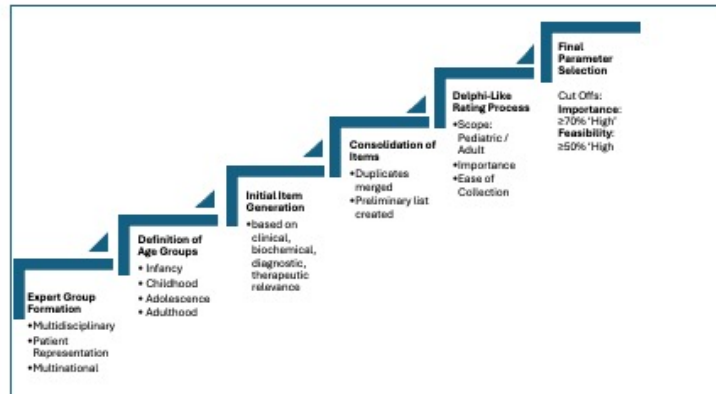 Expert Group
Formation
•Multidisciplinary
•Patient
Representation
•Multinational
Definition of
Age Groups
• Infancy
• Childhood
• Adolescence
• Adulthood
Initial Item
Generation
•based on
clinical,
biochemical,
diagnostic,
therapeutic
relevance
Consolidation of
Items
•Duplicates
merged
•Preliminary list
created
Delphi-Like
Rating Process
•Scope:
Pediatric /
Adult
•Importance
•Ease of
Collection
Final
Parameter
Selection
Cut Offs:
Importance:
≥70% 'High'
Feasibility:
≥50% 'High